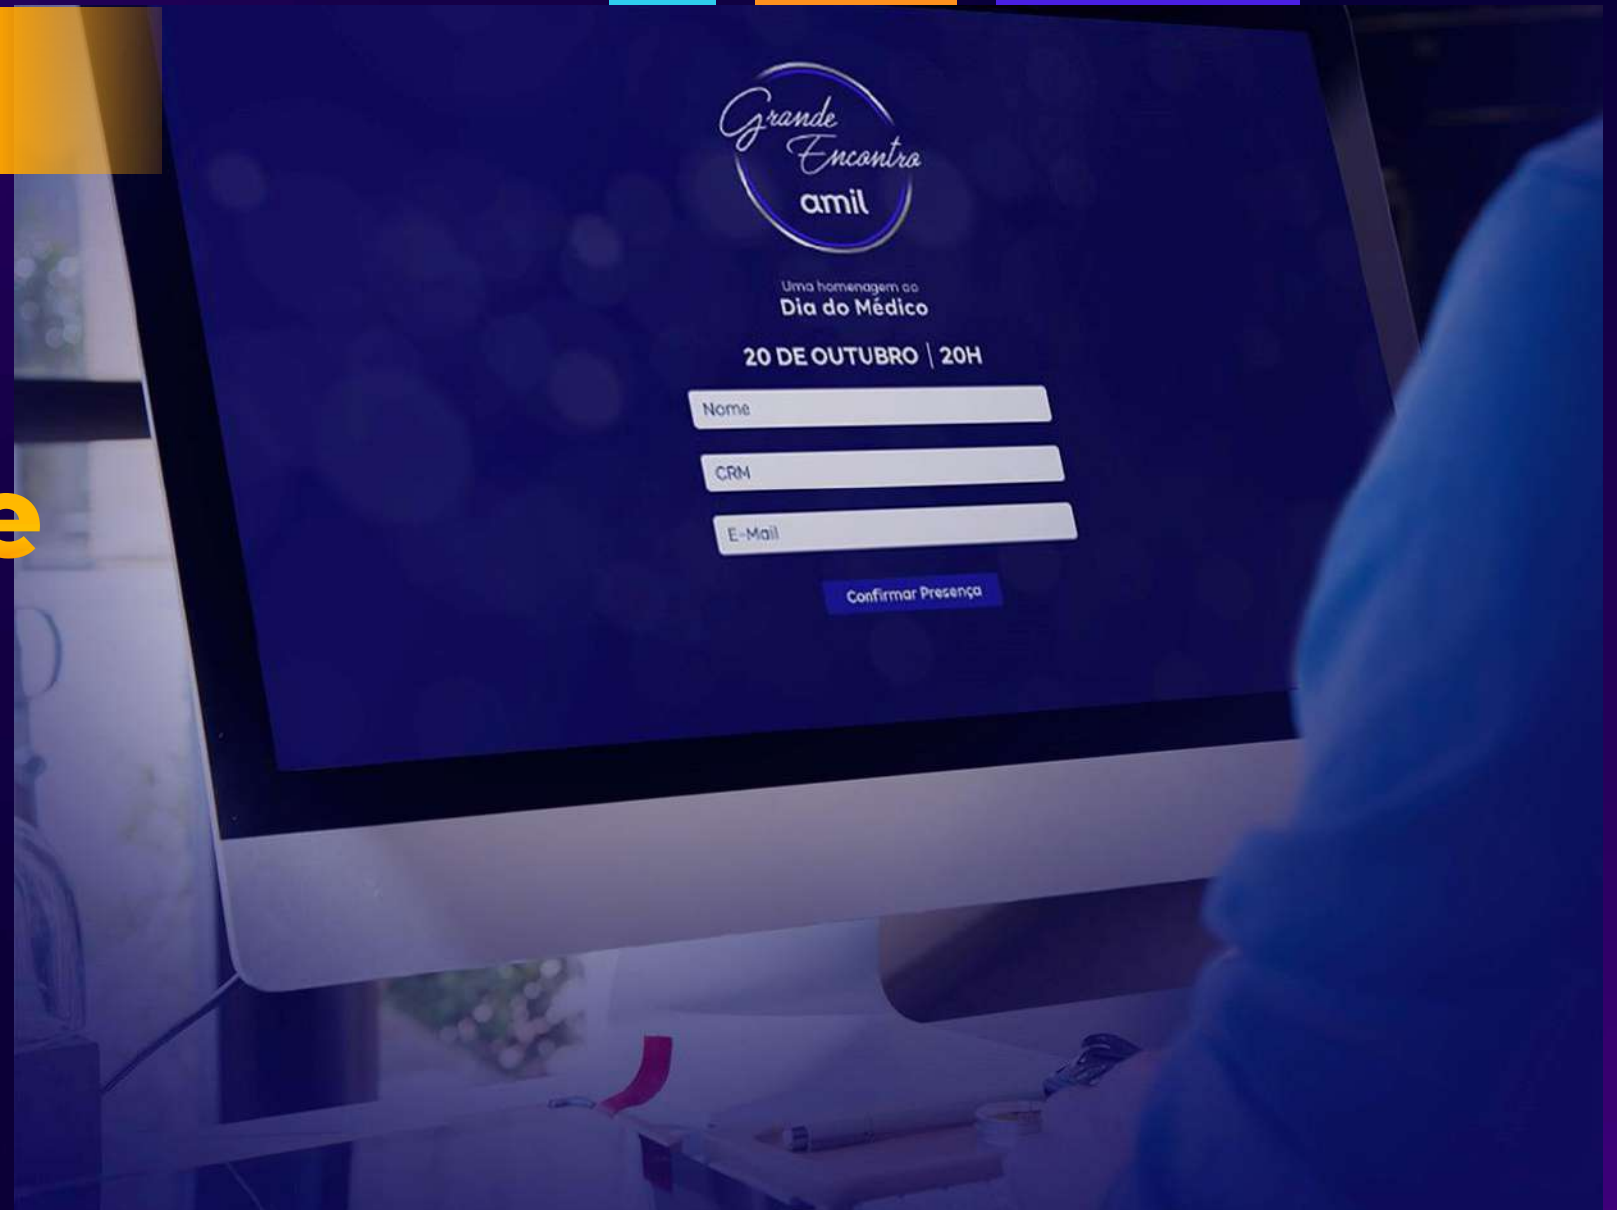 Grande
Encontro
amil
Uma homenagem ao
Dia do Médico
20 DE OUTUBRO | 20H
Nome
CRM
E-Mail
Confirmar Presença
e